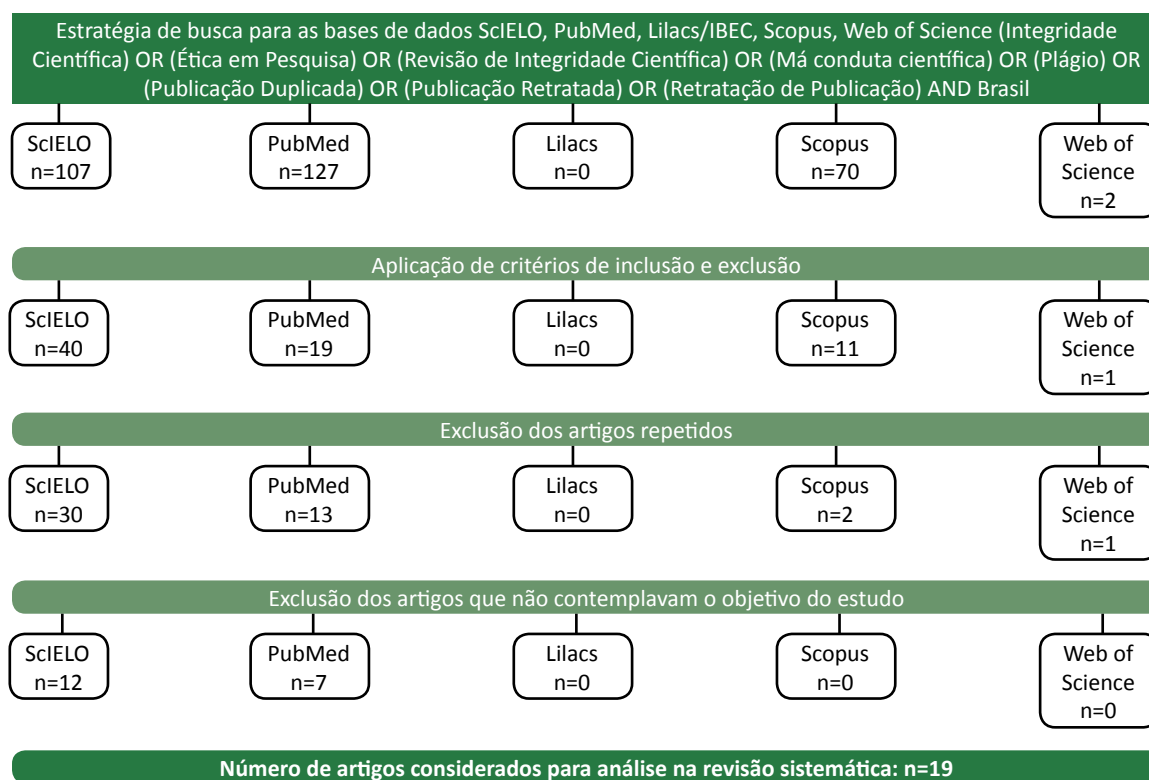 Estratégia de busca para as bases de dados ScIELO, PubMed, Lilacs/IBEC, Scopus, Web of Science (Integridade
Científica) OR (Ética em Pesquisa) OR (Revisão de Integridade Científica) OR (Má conduta científica) OR (Plágio) OR
(Publicação Duplicada) OR (Publicação Retratada) OR (Retratação de Publicação) AND Brasil
ScIELO
n=107
PubMed
n=127
Lilacs
n=0
Scopus
n=70
Web of
Science
n=2
Aplicação de critérios de inclusão e exclusão
ScIELO
n=40
PubMed
n=19
Lilacs
n=0
Scopus
n=11
Web of
Science
n=1
Exclusão dos artigos repetidos
ScIELO
n=30
PubMed
n=13
Lilacs
n=0
Scopus
n=2
Web of
Science
n=1
Exclusão dos artigos que não contemplavam o objetivo do estudo
ScIELO
n=12
PubMed
n=7
Lilacs
n=0
Scopus
n=0
Web of
Science
n=0
Número de artigos considerados para análise na revisão sistemática: n=19